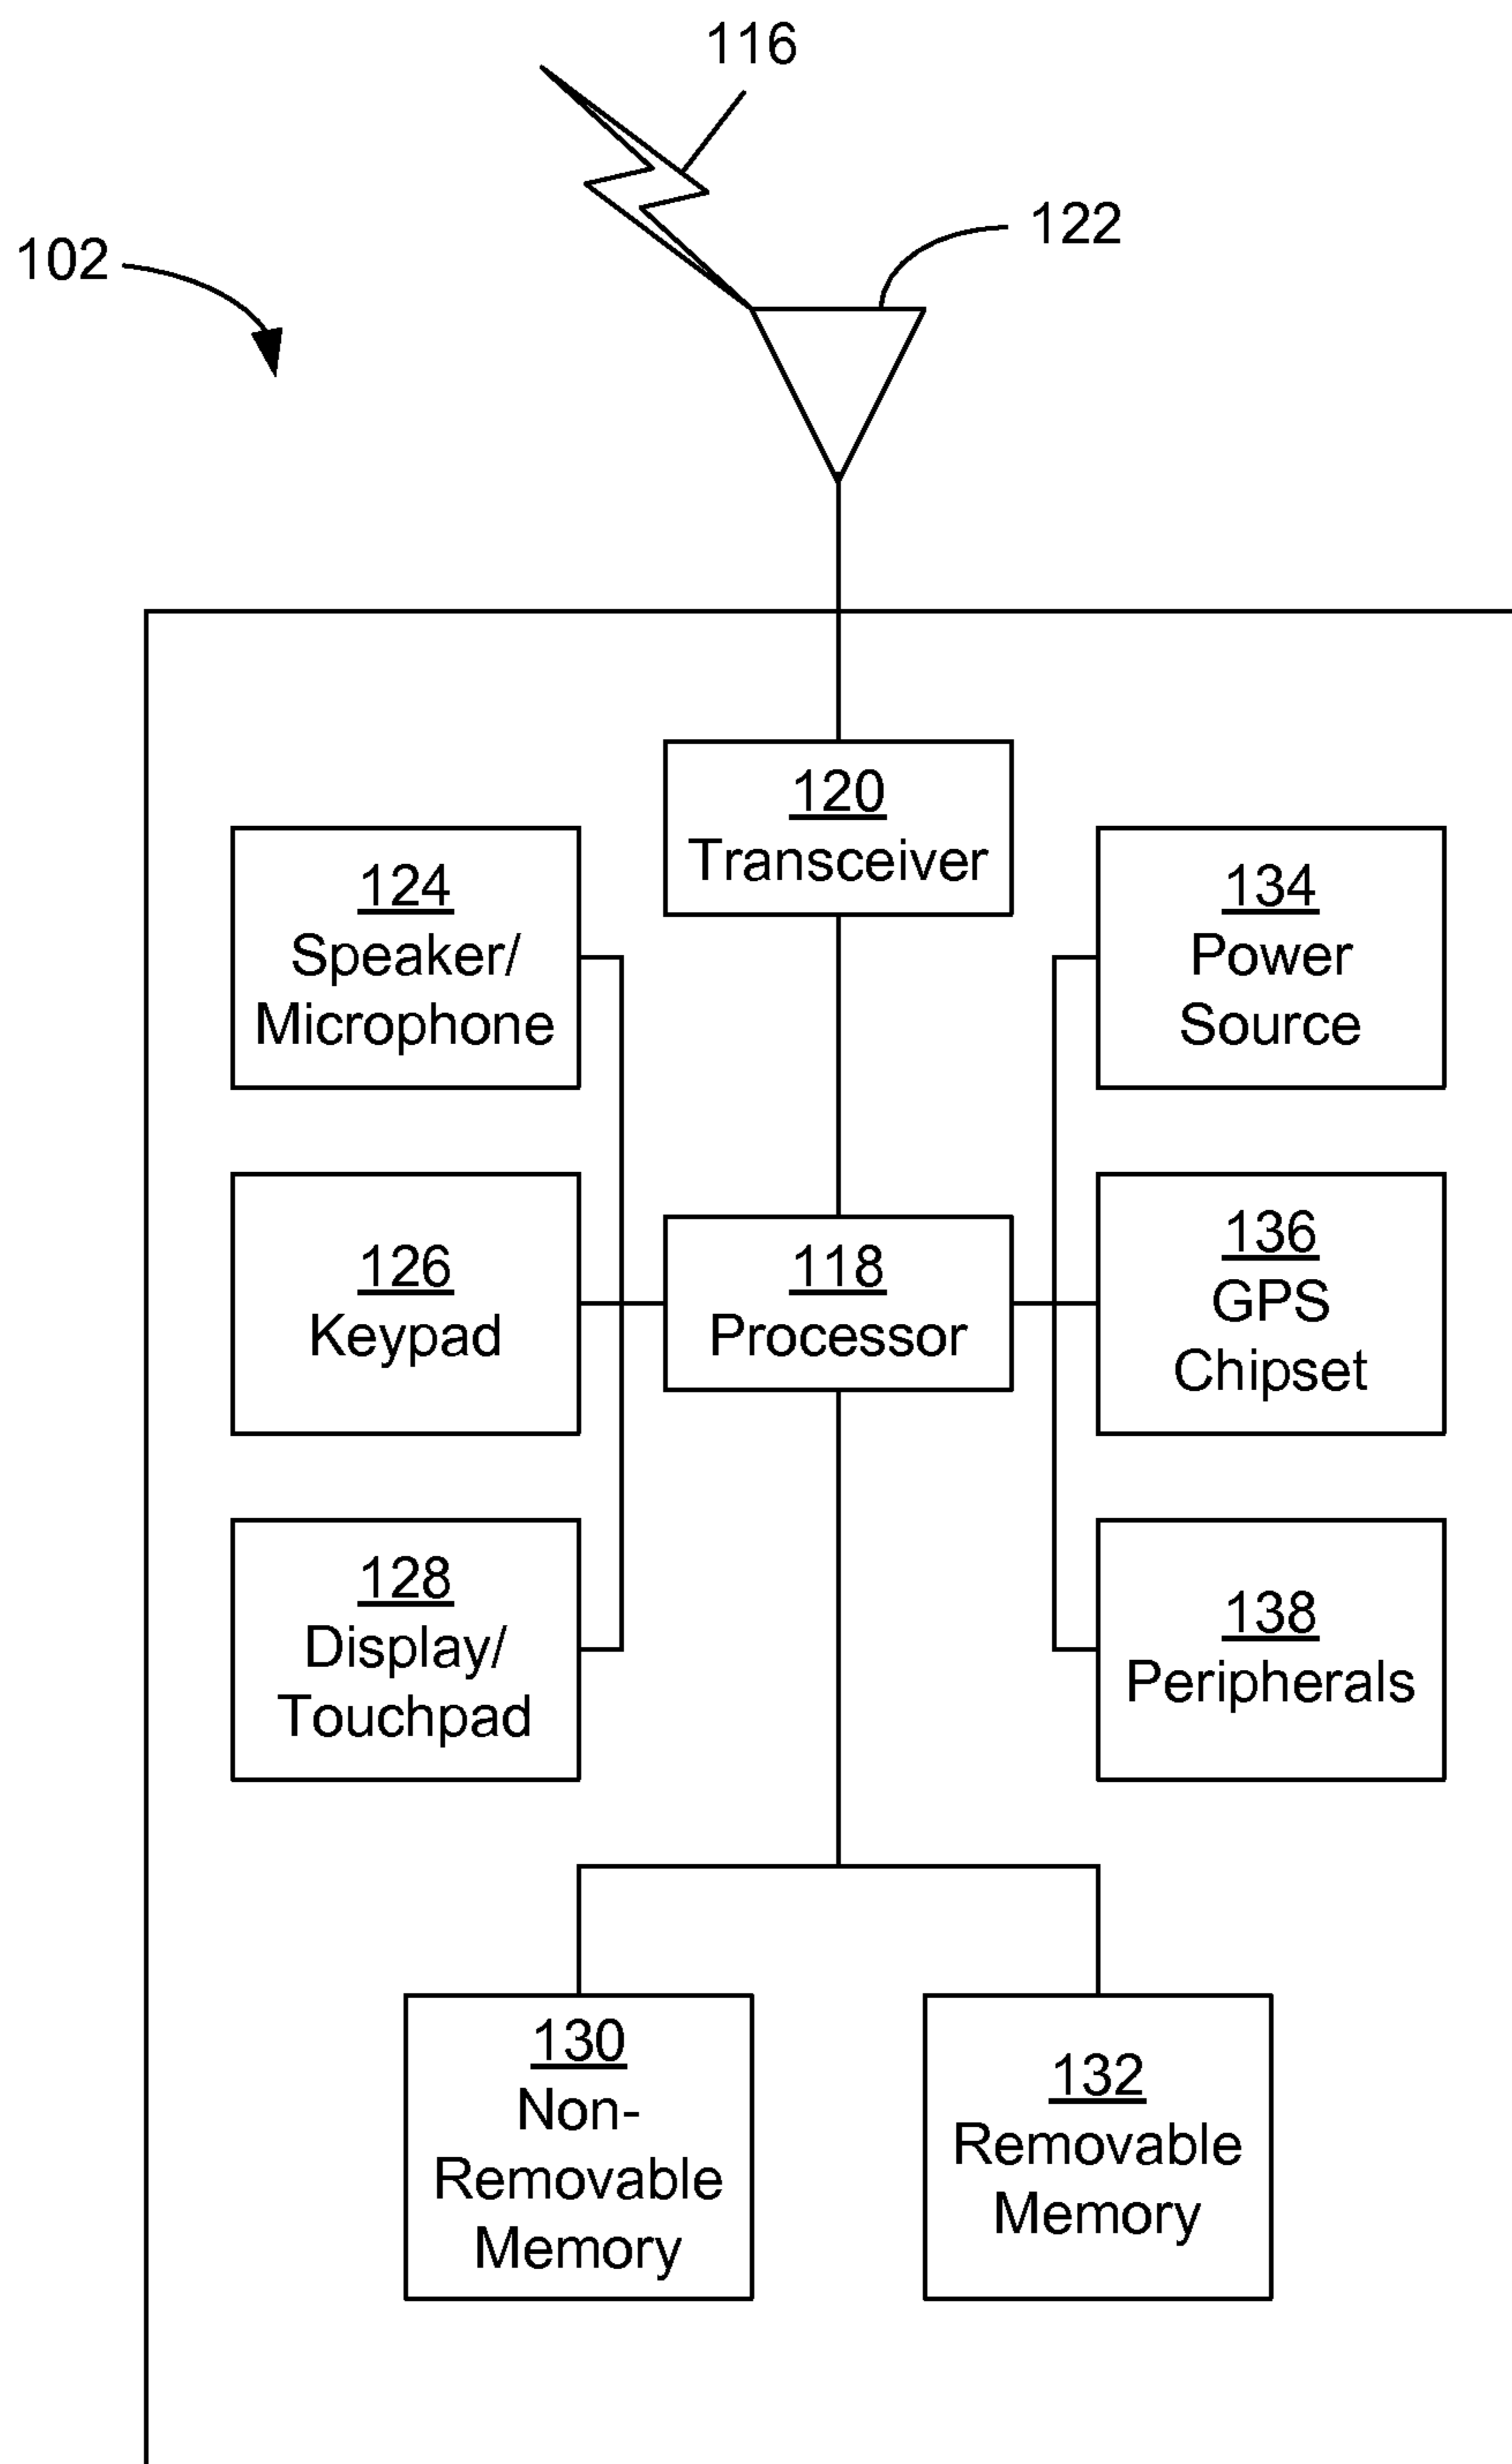 116
122
102
120
Transceiver
124
Speaker/
Microphone
134
Power
Source
126
Keypad
118
Processor
136
GPS
Chipset
128
Display/
Touchpad
138
Peripherals
130
Non-
Removable
Memory
132
Removable
Memory